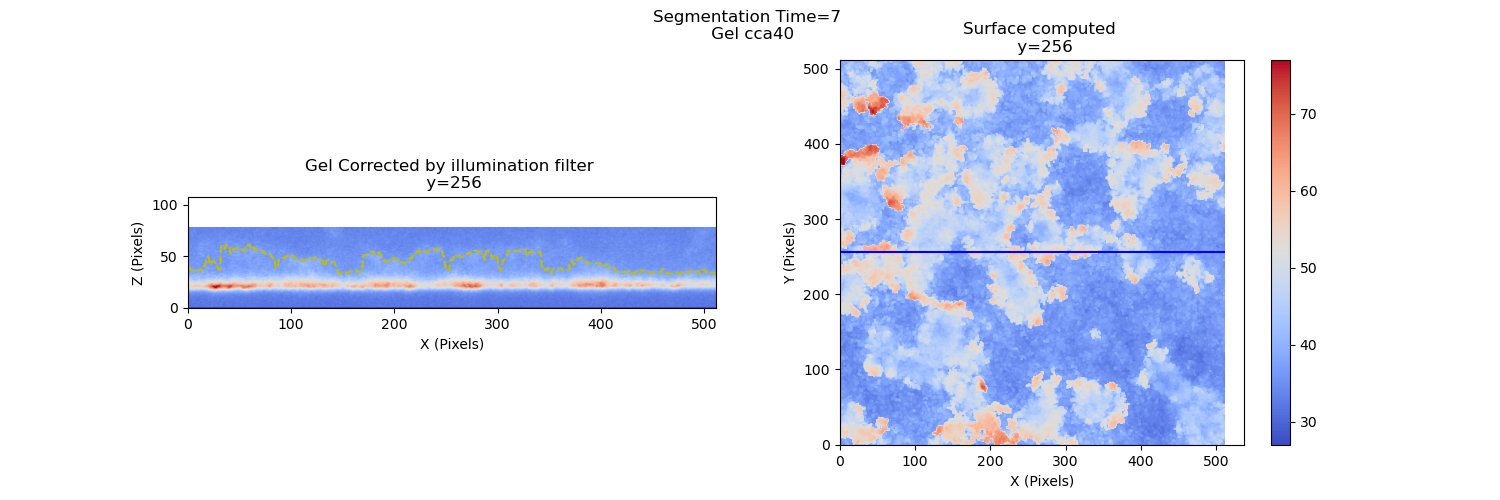 Segmentation Time=7
Gel cca40
Gel Corrected by illumination filter
y=256
Z (Pixels)
100
50
0
0 100 200 300 400 500
X (Pixels)
Surface computed
y=256
Y (Pixels)
500
400
300
200
100
0
0 100 200 300 400 500
X (Pixels)
70
60
50
40
30